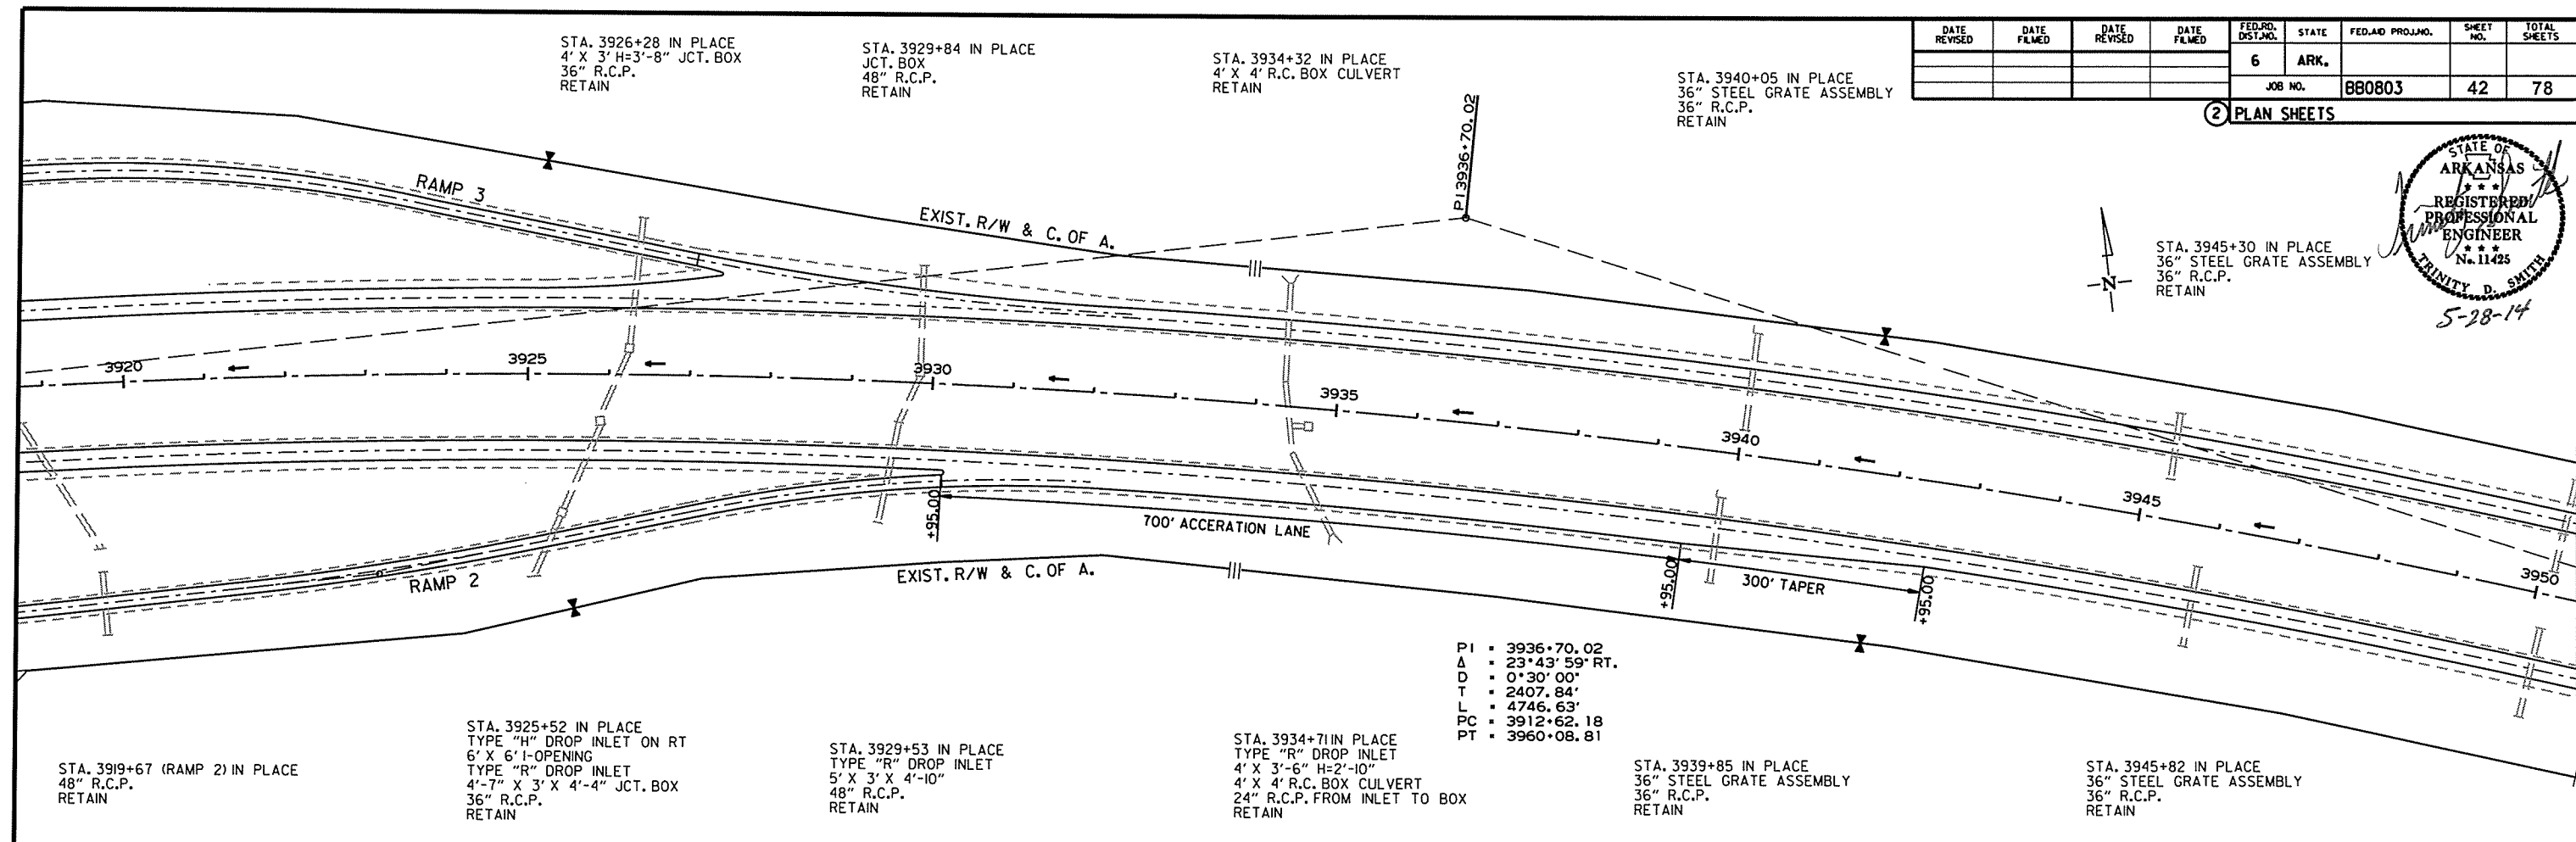 STA. 3926+28 IN PLACE
4' X 3' H=3'-8" JCT. BOX
36" R.C.P.
RETAIN
STA. 3929+84 IN PLACE
JCT. BOX
48" R.C.P.
RETAIN
STA. 3934+32 IN PLACE
4' X 4' R.C. BOX CULVERT
RETAIN
STA. 3940+05 IN PLACE
36" STEEL GRATE ASSEMBLY
36" R.C.P.
RETAIN
DATE REVISED
DATE FILMED
DATE REVISED
DATE FILMED
FED.RD. DIST.NO.
STATE
FED.AID PROJ.NO.
SHEET NO.
TOTAL SHEETS
6 ARK.
JOB NO. BB0803 42 78
2 PLAN SHEETS
STATE OF
ARKANSAS
★ ★ ★
REGISTERED
PROFESSIONAL
ENGINEER
★ ★ ★
No. 11425
TRINITY D. SMITH
5-28-14
STA. 3945+30 IN PLACE
36" STEEL GRATE ASSEMBLY
36" R.C.P.
RETAIN
N
PI 3936+70.02
RAMP 3
EXIST. R/W & C. OF A.
3920
3925
3930
3935
3940
3945
3950
+95.00
700' ACCERATION LANE
+95.00
300' TAPER
+95.00
RAMP 2
EXIST. R/W & C. OF A.
PI = 3936+70.02
Δ = 23°43'59" RT.
D = 0°30'00"
T = 2407.84'
L = 4746.63'
PC = 3912+62.18
PT = 3960+08.81
STA. 3919+67 (RAMP 2) IN PLACE
48" R.C.P.
RETAIN
STA. 3925+52 IN PLACE
TYPE "H" DROP INLET ON RT
6' X 6' 1-OPENING
TYPE "R" DROP INLET
4'-7" X 3' X 4'-4" JCT. BOX
36" R.C.P.
RETAIN
STA. 3929+53 IN PLACE
TYPE "R" DROP INLET
5' X 3' X 4'-10"
48" R.C.P.
RETAIN
STA. 3934+71 IN PLACE
TYPE "R" DROP INLET
4' X 3'-6" H=2'-10"
4' X 4' R.C. BOX CULVERT
24" R.C.P. FROM INLET TO BOX
RETAIN
STA. 3939+85 IN PLACE
36" STEEL GRATE ASSEMBLY
36" R.C.P.
RETAIN
STA. 3945+82 IN PLACE
36" STEEL GRATE ASSEMBLY
36" R.C.P.
RETAIN